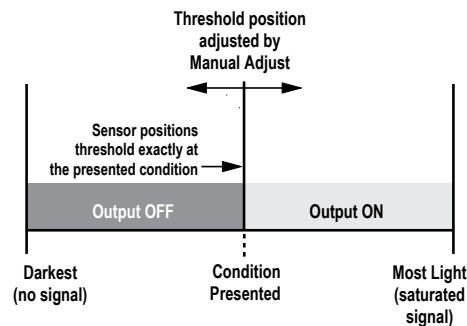 Threshold position
adjusted by
Manual Adjust
Sensor positions
threshold exactly at
the presented condition
Output OFF
Output ON
Darkest
(no signal)
Condition
Presented
Most Light
(saturated
signal)